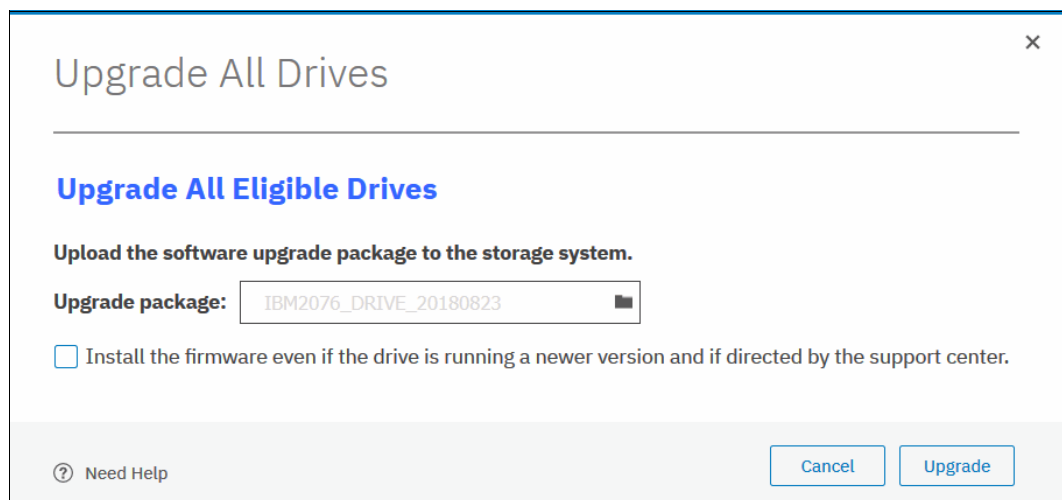 Upgrade All Drives
Upgrade All Eligible Drives
Upload the software upgrade package to the storage system.
Upgrade package: IBM2076_DRIVE_20180823
Install the firmware even if the drive is running a newer version and if directed by the support center.
Need Help Cancel Upgrade